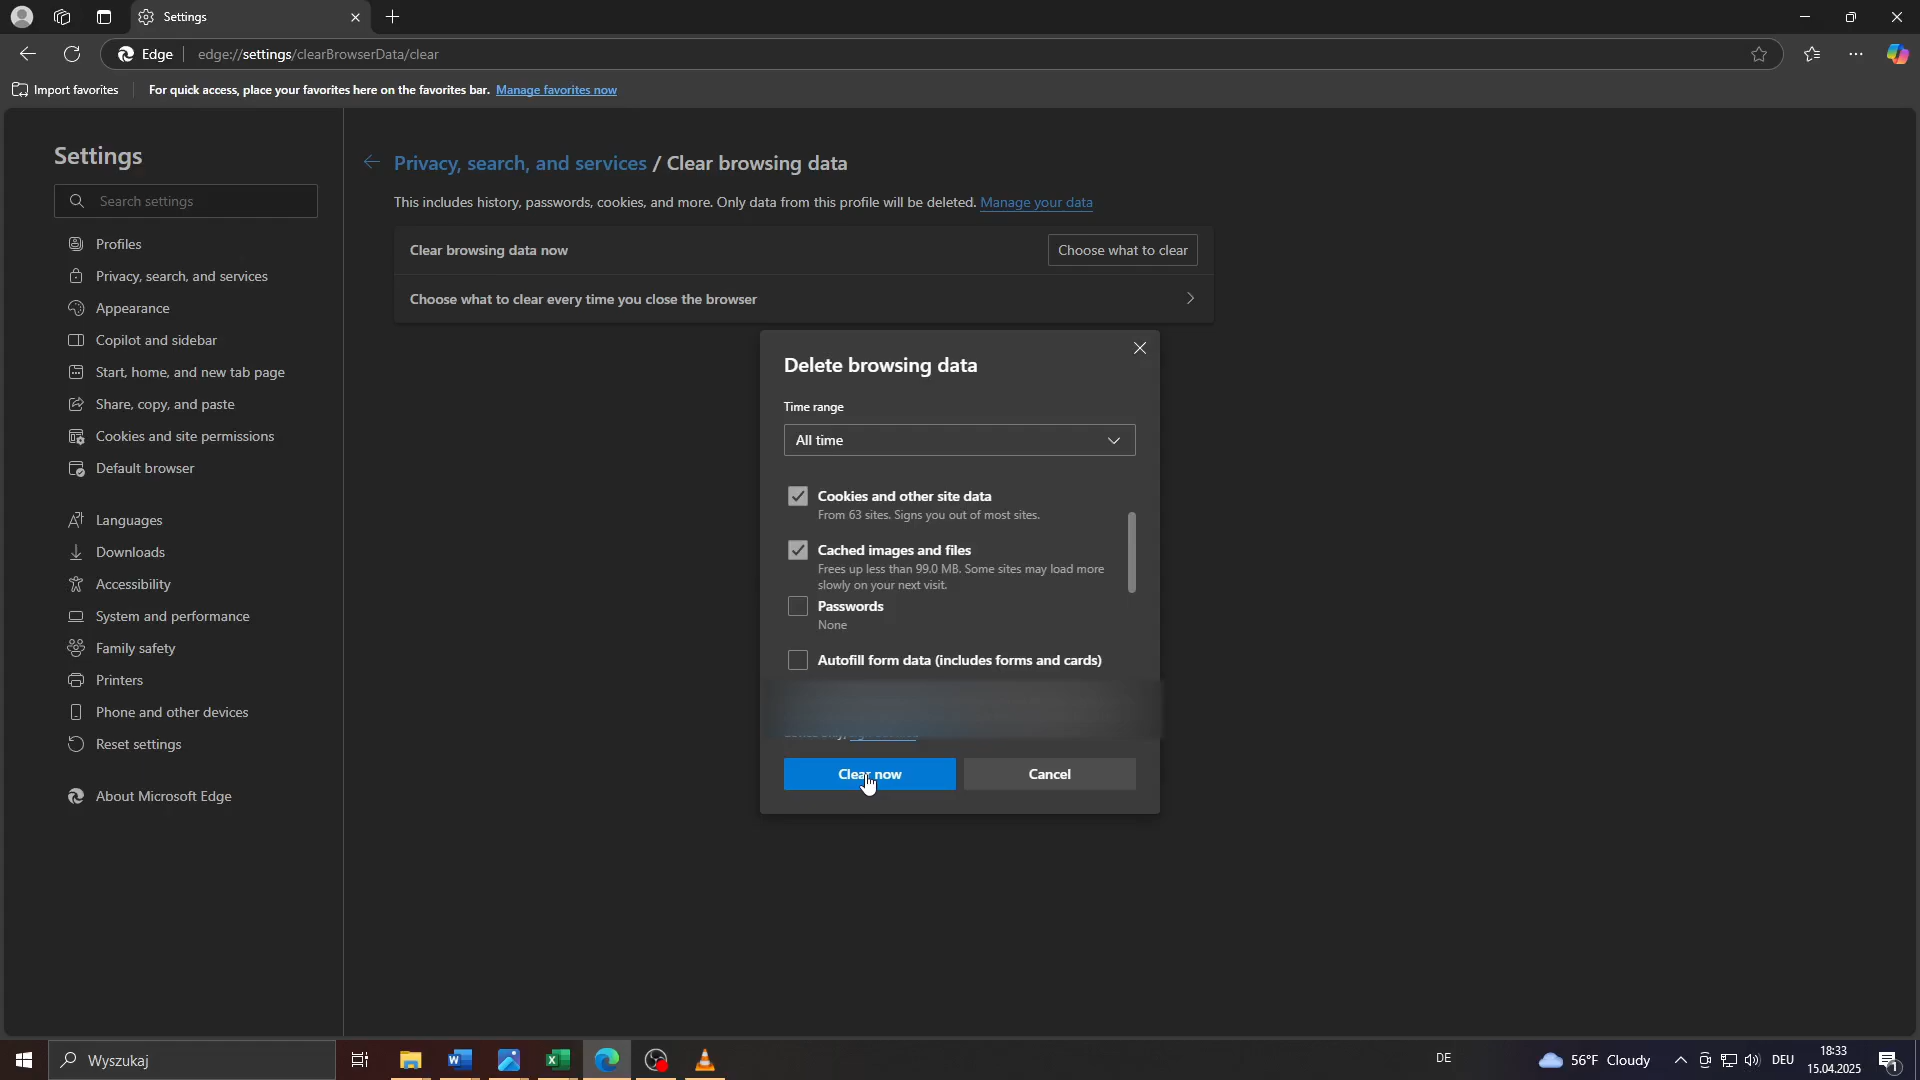 Settings
Edge
edge://settings/clearBrowserData/clear
Import favorites
For quick access, place your favorites here on the favorites bar. Manage favorites now
Settings
Search settings
Profiles
Privacy, search, and services
Appearance
Copilot and sidebar
Start, home, and new tab page
Share, copy, and paste
Cookies and site permissions
Default browser
Languages
Downloads
Accessibility
System and performance
Family safety
Printers
Phone and other devices
Reset settings
About Microsoft Edge
Privacy, search, and services / Clear browsing data
This includes history, passwords, cookies, and more. Only data from this profile will be deleted. Manage your data
Clear browsing data now
Choose what to clear
Choose what to clear every time you close the browser
Delete browsing data
Time range
All time
Cookies and other site data
From 63 sites. Signs you out of most sites.
Cached images and files
Frees up less than 99.0 MB. Some sites may load more
slowly on your next visit.
Passwords
None
Autofill form data (includes forms and cards)
Clear now
Cancel
Wyszukaj
DE
56°F Cloudy
DEU
18:33
15.04.2025
1